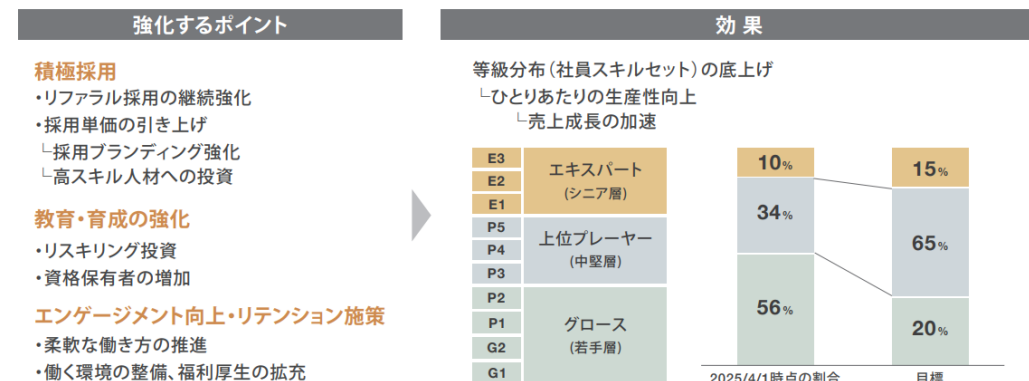 強化するポイント
積極採用
・リファラル採用の継続強化
・採用単価の引き上げ
└採用ブランディング強化
└高スキル人材への投資
教育・育成の強化
・リスキリング投資
・資格保有者の増加
エンゲージメント向上・リテンション施策
・柔軟な働き方の推進
・働く環境の整備、福利厚生の拡充
効果
等級分布(社員スキルセット)の底上げ
└ひとりあたりの生産性向上
└売上成長の加速
E3
E2
E1
エキスパート
(シニア層)
P5
P4
P3
上位プレーヤー
(中堅層)
P2
P1
G2
G1
グロース
(若手層)
10%
34%
56%
2025/4/1時点の割合
15%
65%
20%
目標